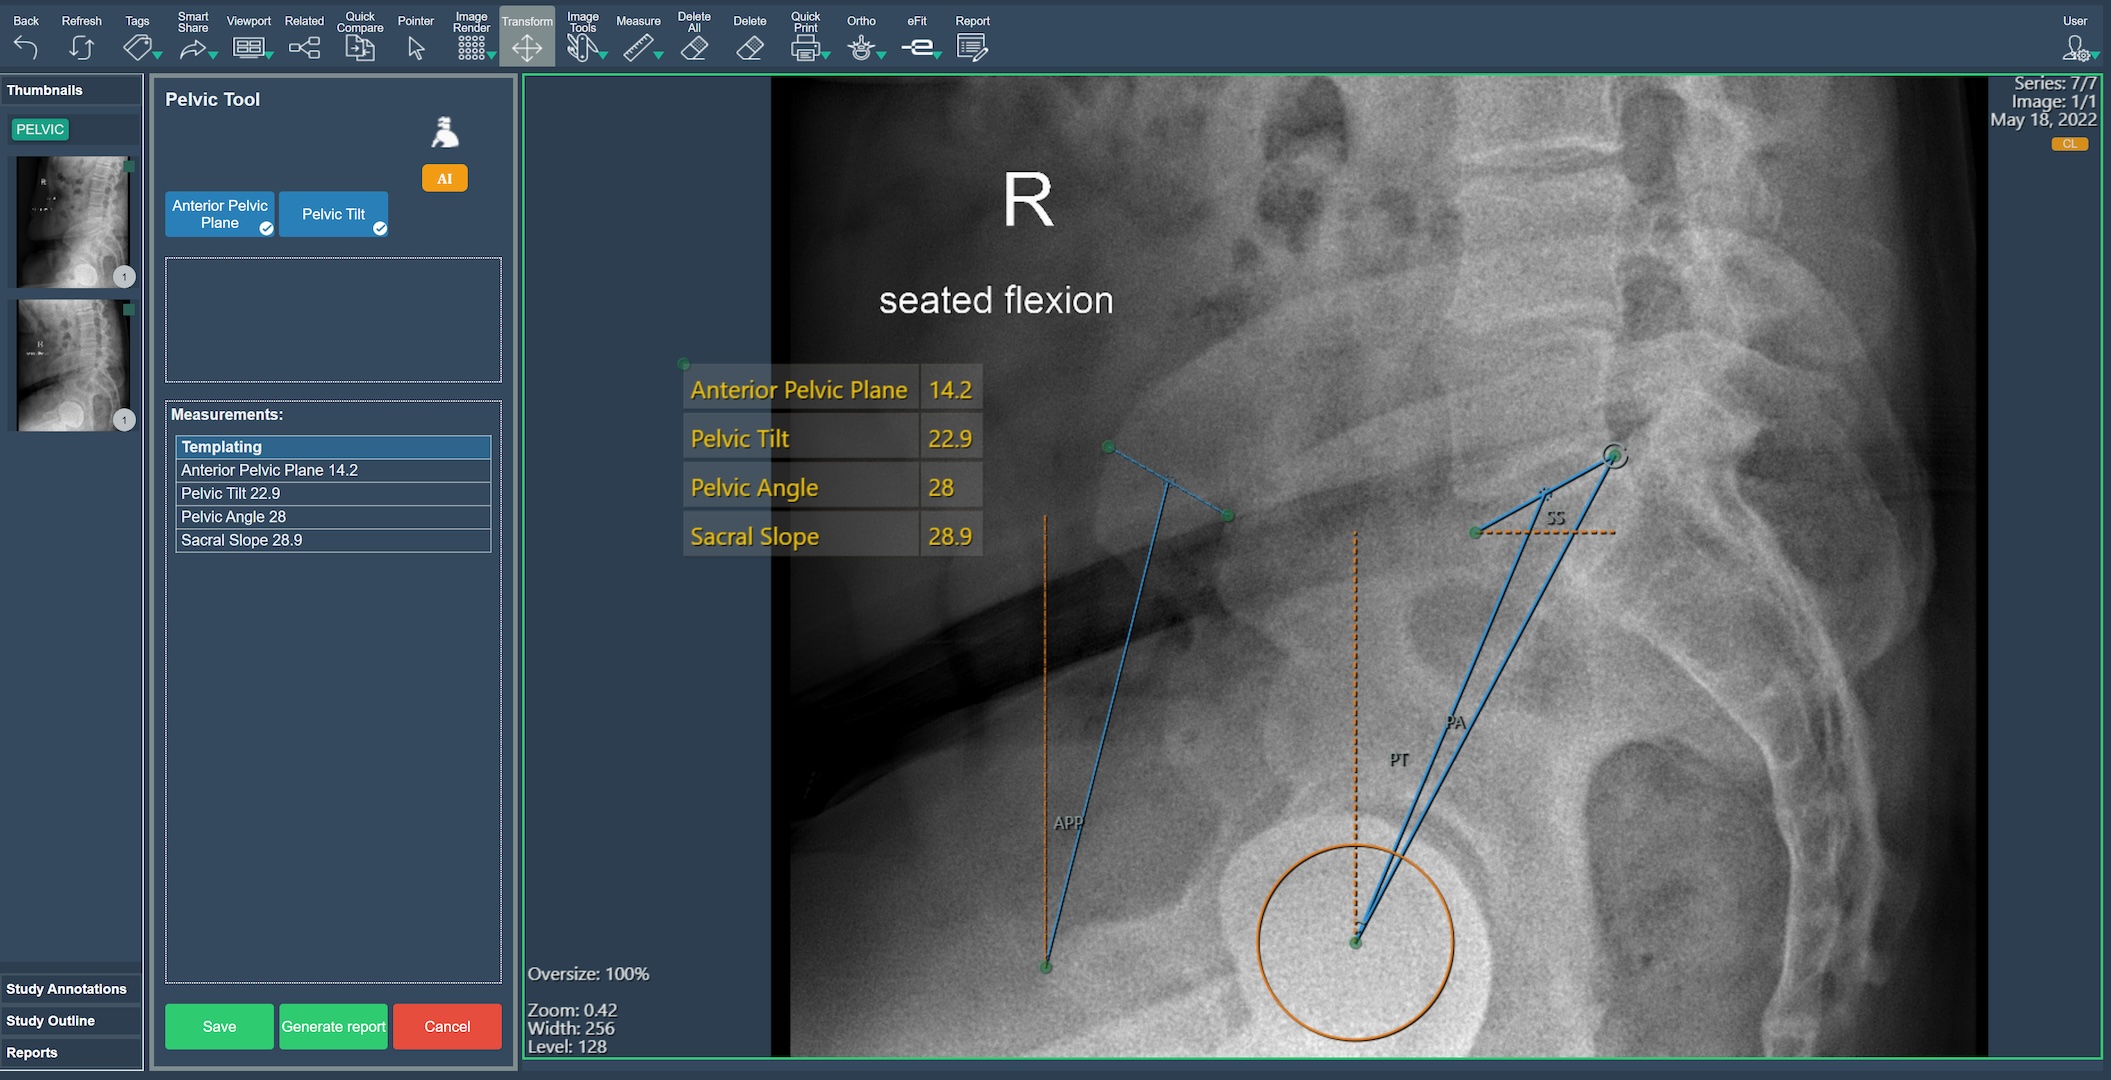 Back
Refresh
Tags
Smart Share
Viewport
Related
Quick Compare
Pointer
Image Render
Transform
Image Tools
Measure
Delete All
Delete
Quick Print
Ortho
eFit
Report
User
Thumbnails
PELVIC
R
1
1
Study Annotations
Study Outline
Reports
Pelvic Tool
AI
Anterior Pelvic
Plane
Pelvic Tilt
Measurements:
Templating
Anterior Pelvic Plane 14.2
Pelvic Tilt 22.9
Pelvic Angle 28
Sacral Slope 28.9
Save
Generate report
Cancel
Series: 7/7
Image: 1/1
May 18, 2022
CL
R
seated flexion
Anterior Pelvic Plane 14.2
Pelvic Tilt 22.9
Pelvic Angle 28
Sacral Slope 28.9
SS
PA
PT
APP
Oversize: 100%
Zoom: 0.42
Width: 256
Level: 128